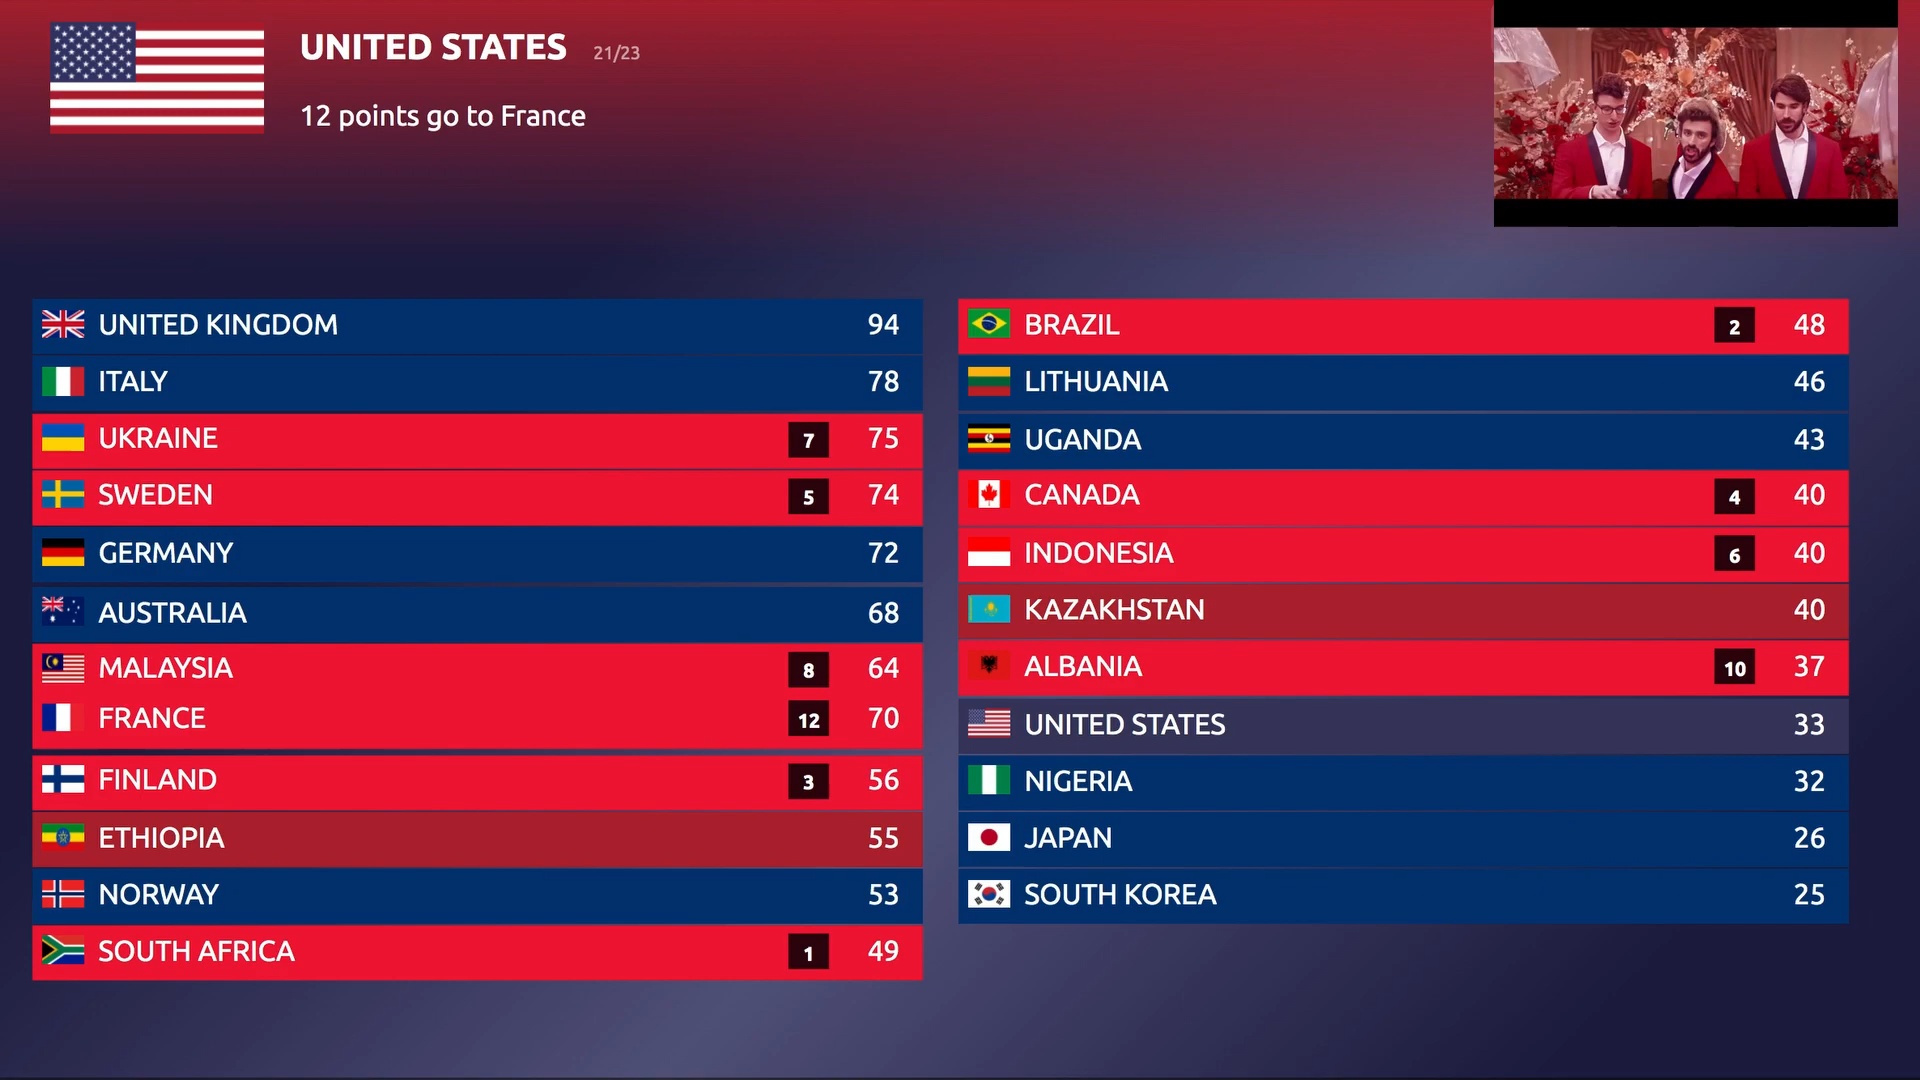 UNITED STATES 21/23
12 points go to France
UNITED KINGDOM 94
ITALY 78
UKRAINE 7 75
SWEDEN 5 74
GERMANY 72
AUSTRALIA 68
MALAYSIA 8 64
FRANCE 12 70
FINLAND 3 56
ETHIOPIA 55
NORWAY 53
SOUTH AFRICA 1 49
BRAZIL 2 48
LITHUANIA 46
UGANDA 43
CANADA 4 40
INDONESIA 6 40
KAZAKHSTAN 40
ALBANIA 10 37
UNITED STATES 33
NIGERIA 32
JAPAN 26
SOUTH KOREA 25